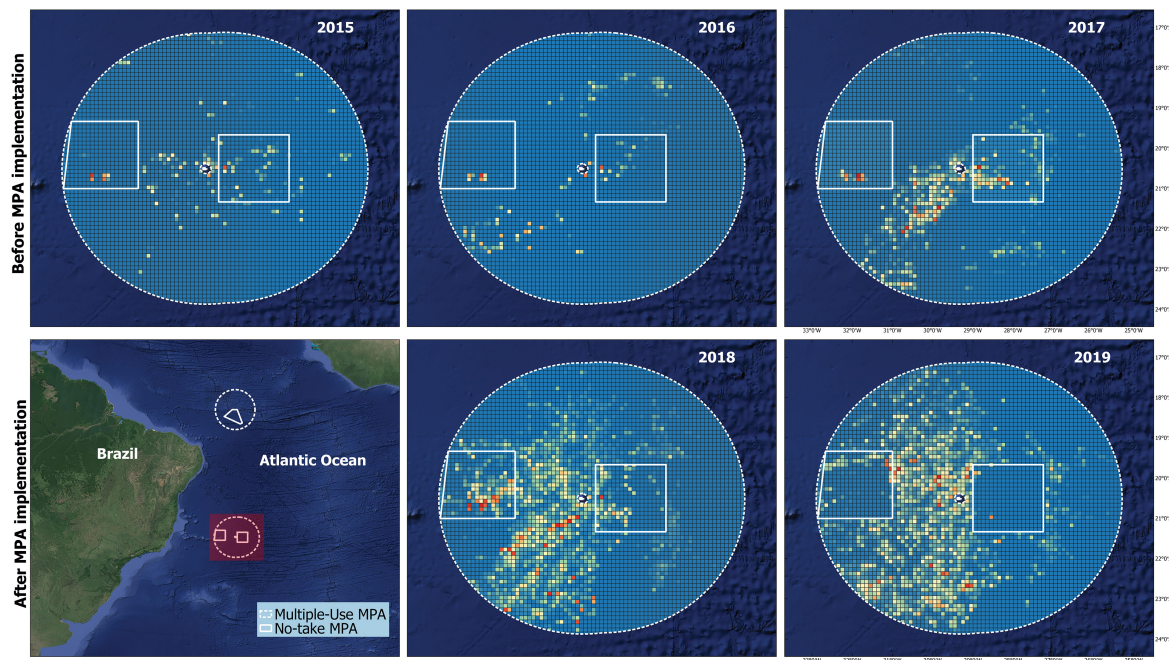 Before MPA implementation
2015
2016
2017
17°0'S
18°0'S
19°0'S
20°0'S
21°0'S
22°0'S
23°0'S
24°0'S
33°0'W
32°0'W
31°0'W
30°0'W
29°0'W
28°0'W
27°0'W
26°0'W
25°0'W
After MPA implementation
Brazil
Atlantic Ocean
Multiple-Use MPA
No-take MPA
2018
2019
17°0'S
18°0'S
19°0'S
20°0'S
21°0'S
22°0'S
23°0'S
24°0'S